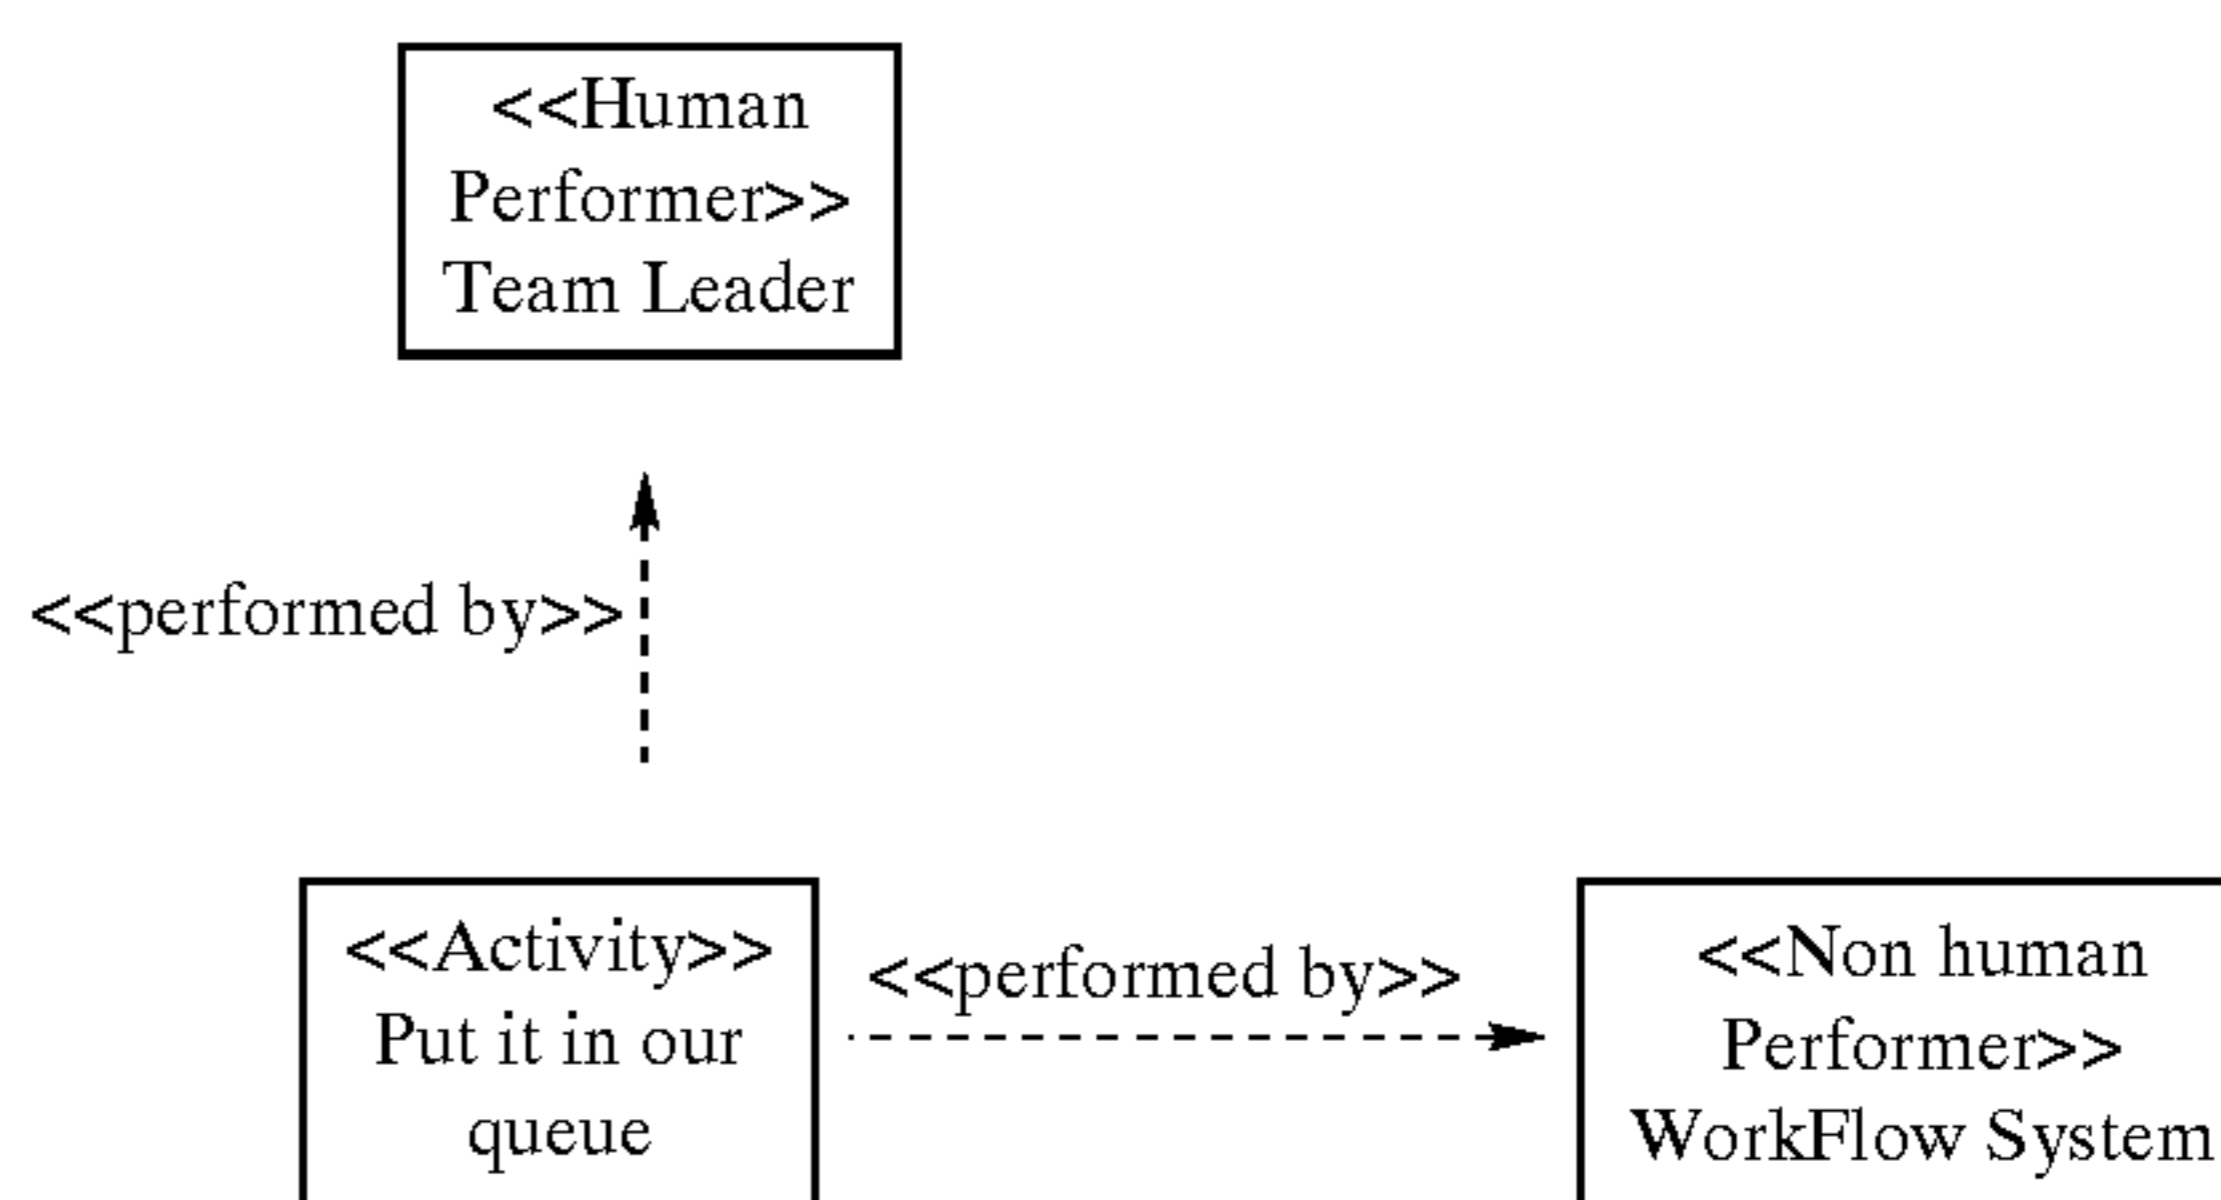 <<Human
Performer>>
Team Leader
<<performed by>>
<<Activity>>
Put it in our
queue
<<performed by>>
<<Non human
Performer>>
WorkFlow System